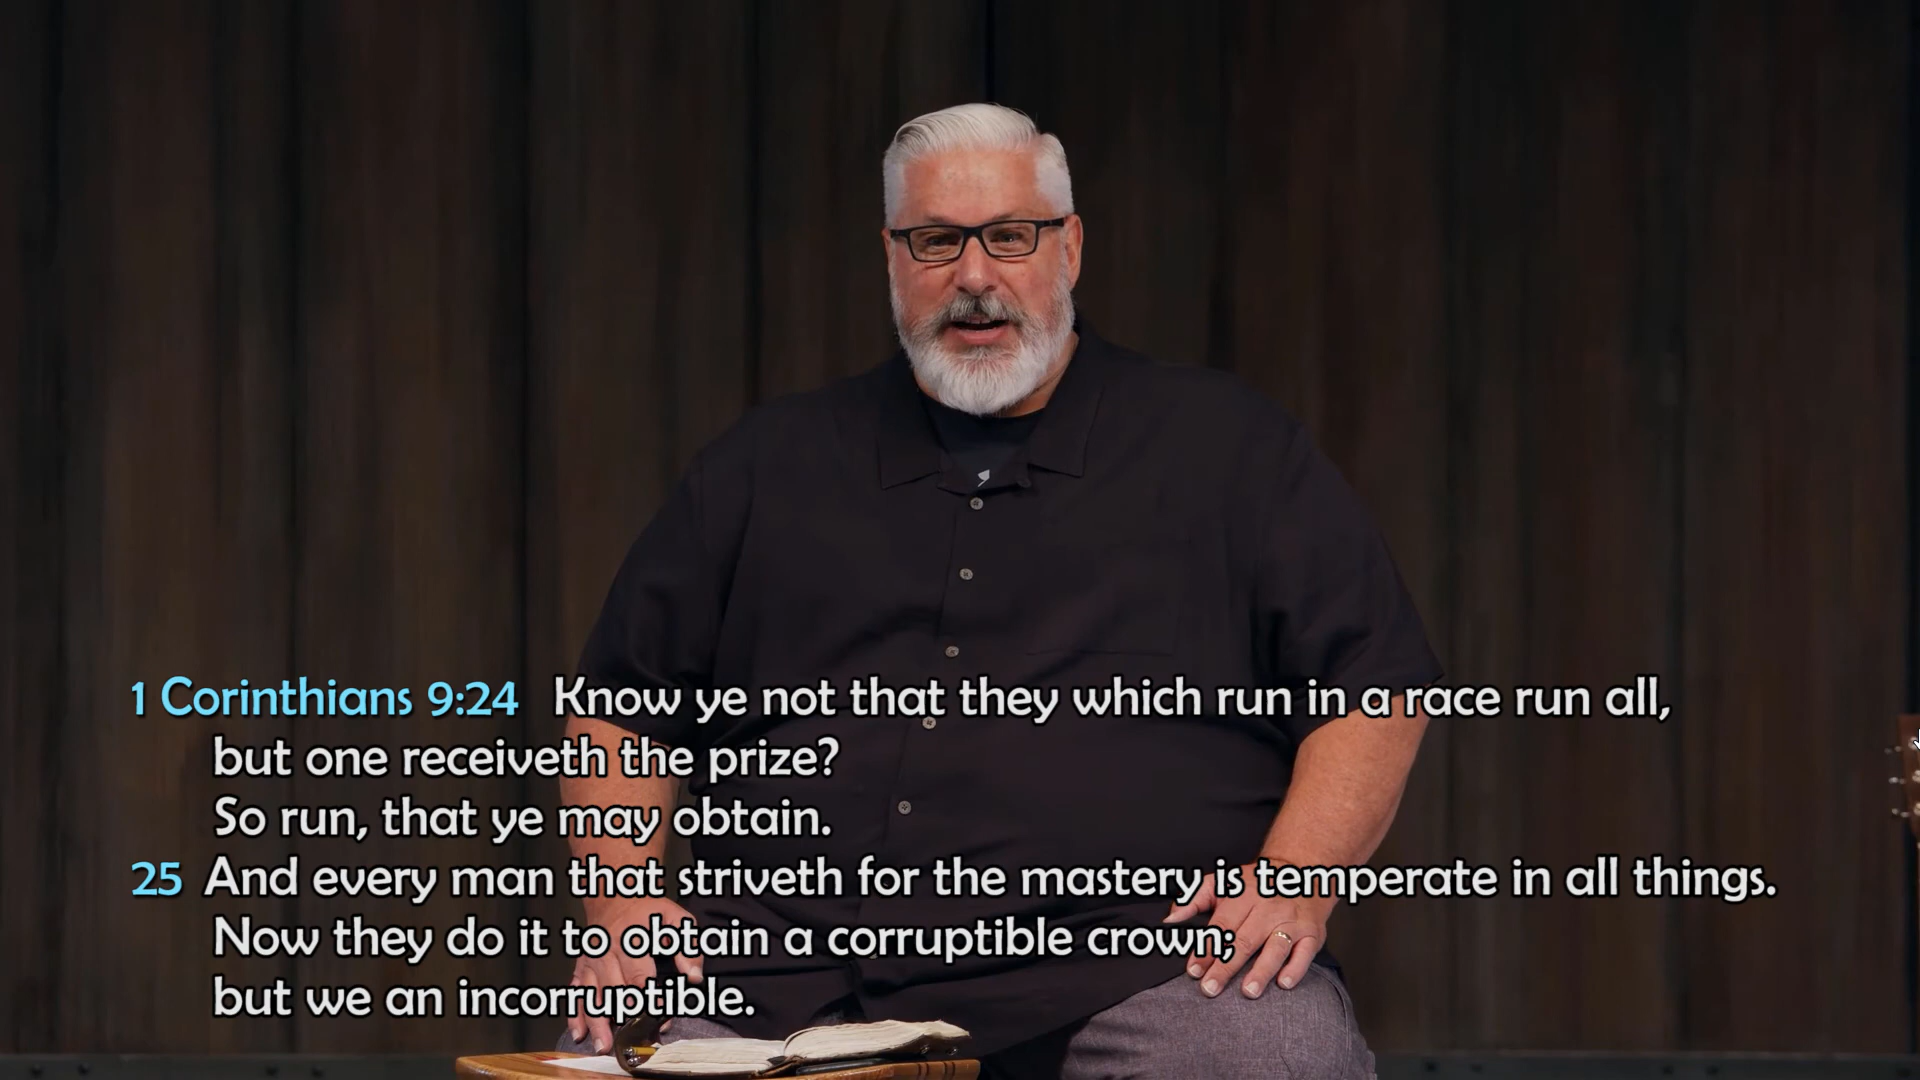 1 Corinthians 9:24 Know ye not that they which run in a race run all,
but one receiveth the prize?
So run, that ye may obtain.
25 And every man that striveth for the mastery is temperate in all things.
Now they do it to obtain a corruptible crown;
but we an incorruptible.